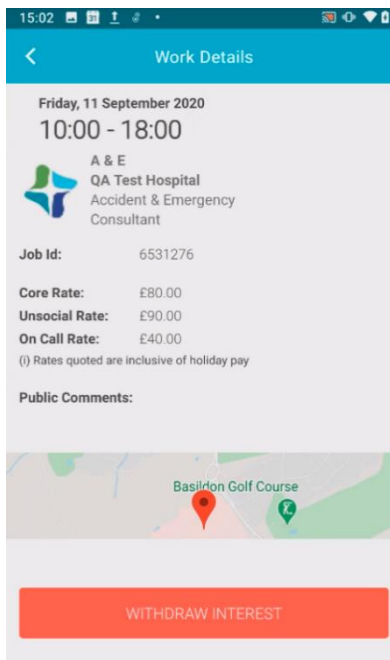 15:02
31
Work Details
Friday, 11 September 2020
10:00 - 18:00
A & E
QA Test Hospital
Accident & Emergency
Consultant
Job Id: 6531276
Core Rate: £80.00
Unsocial Rate: £90.00
On Call Rate: £40.00
(i) Rates quoted are inclusive of holiday pay
Public Comments:
Basildon Golf Course
WITHDRAW INTEREST